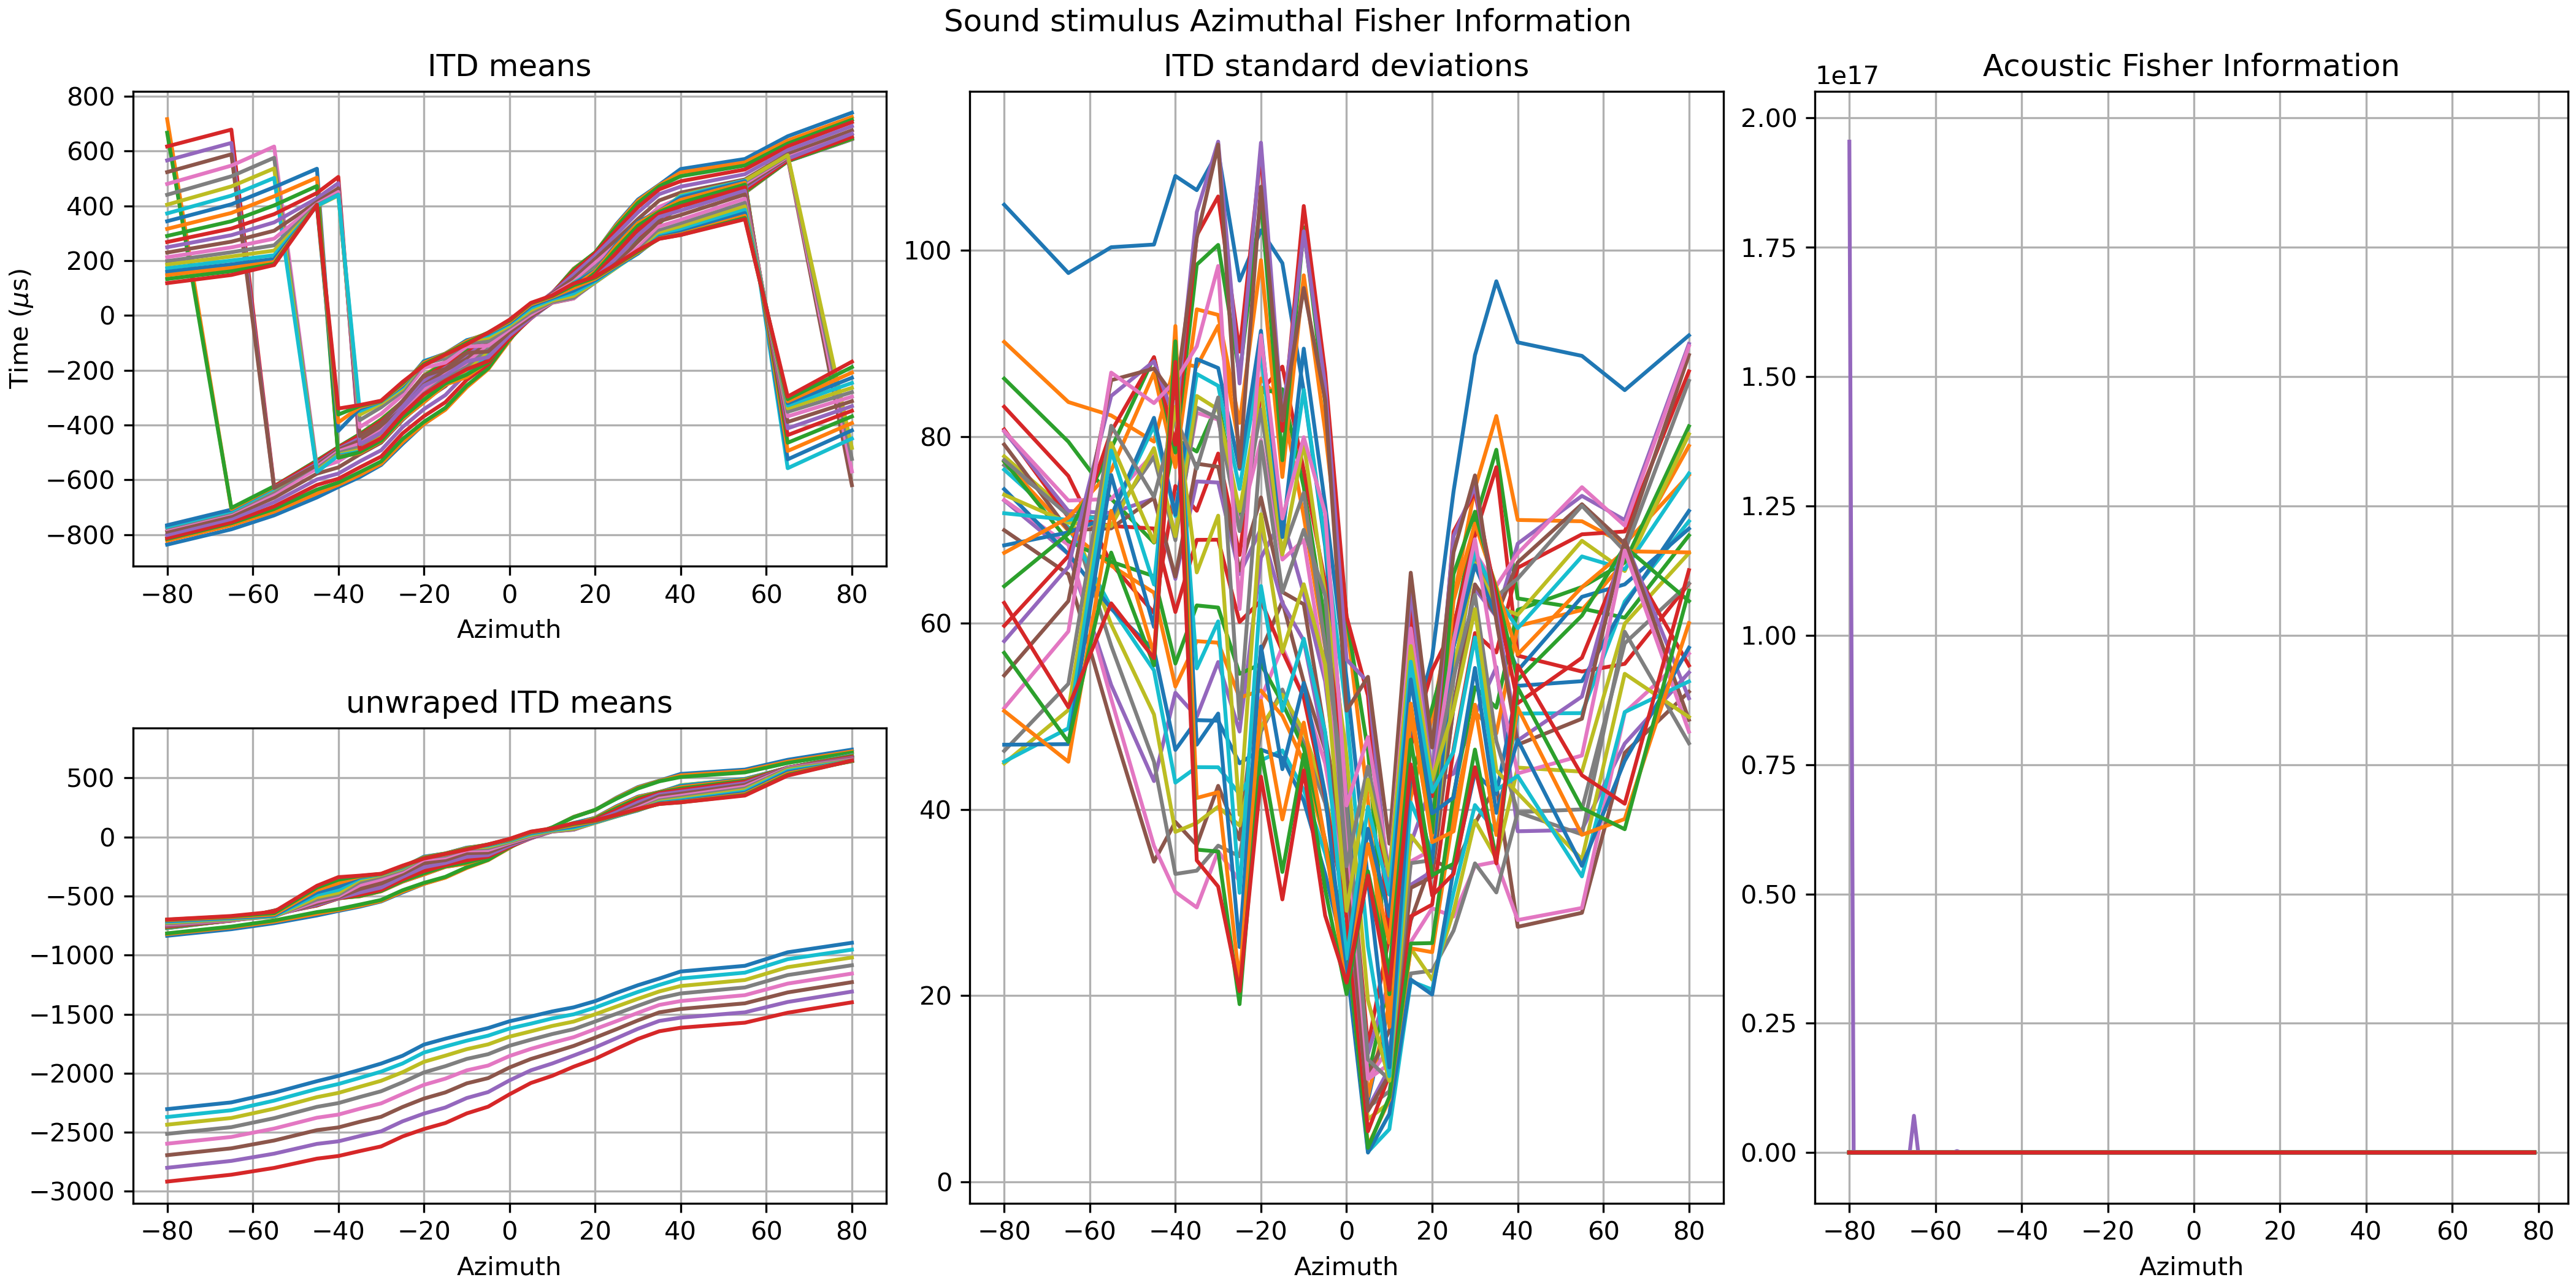 Sound stimulus Azimuthal Fisher Information
ITD means
800
600
400
200
0
−200
−400
−600
−800
Time (μs)
−80 −60 −40 −20 0 20 40 60 80
Azimuth
unwraped ITD means
500
0
−500
−1000
−1500
−2000
−2500
−3000
−80 −60 −40 −20 0 20 40 60 80
Azimuth
ITD standard deviations
100
80
60
40
20
0
−80 −60 −40 −20 0 20 40 60 80
Azimuth
Acoustic Fisher Information
1e17
2.00
1.75
1.50
1.25
1.00
0.75
0.50
0.25
0.00
−80 −60 −40 −20 0 20 40 60 80
Azimuth